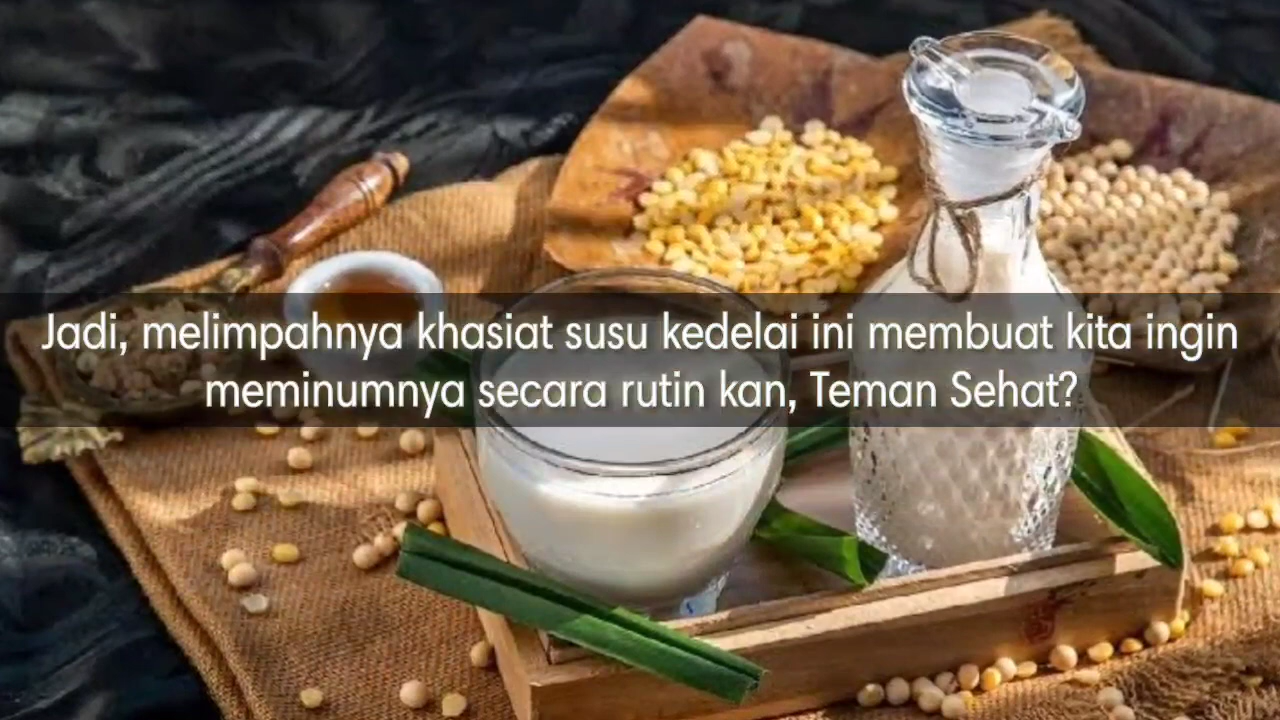 Jadi, melimpahnya khasiat susu kedelai ini membuat kita ingin
meminumnya secara rutin kan, Teman Sehat?